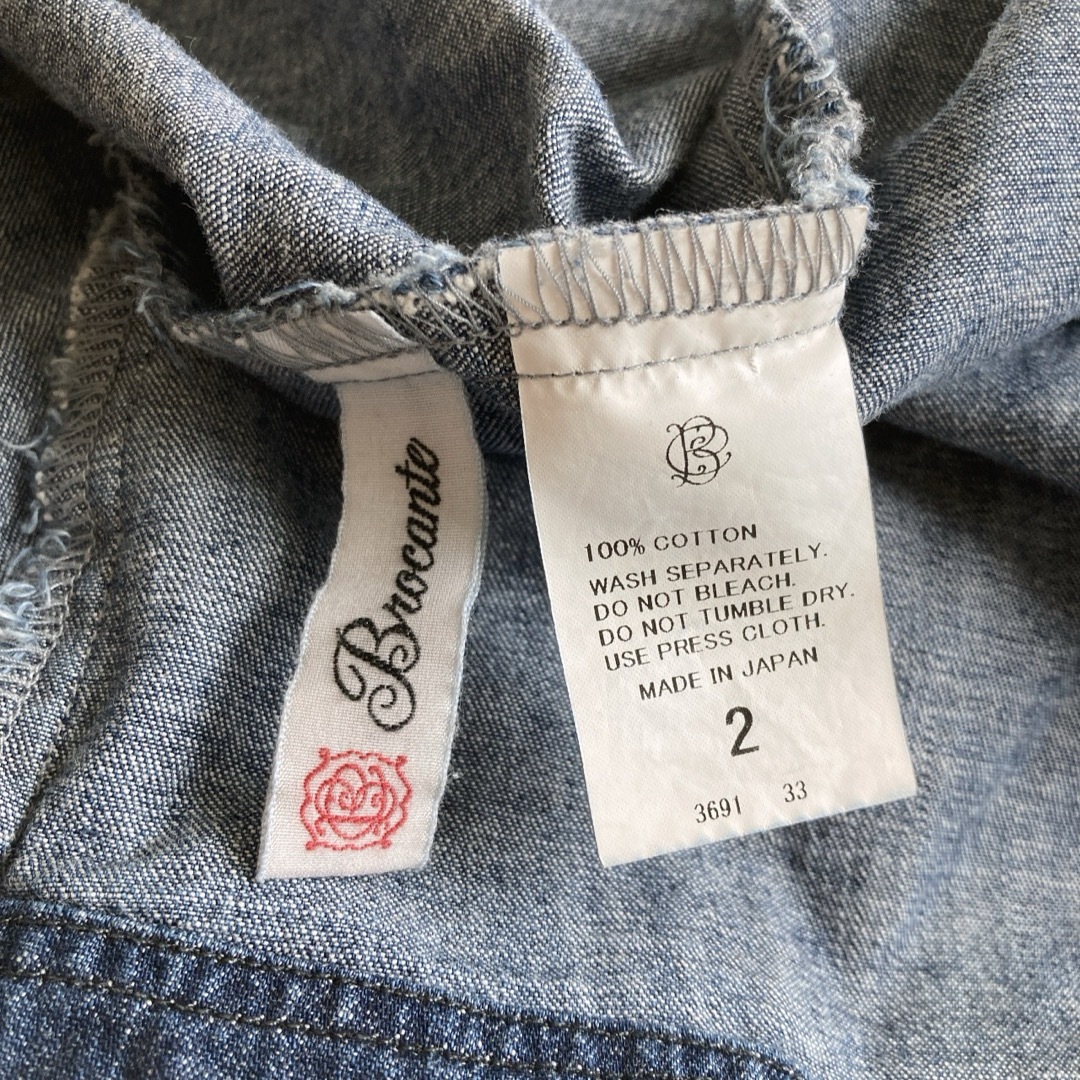 Brocante
100% COTTON
WASH SEPARATELY.
DO NOT BLEACH.
DO NOT TUMBLE DRY.
USE PRESS CLOTH.
MADE IN JAPAN
2
3691 33